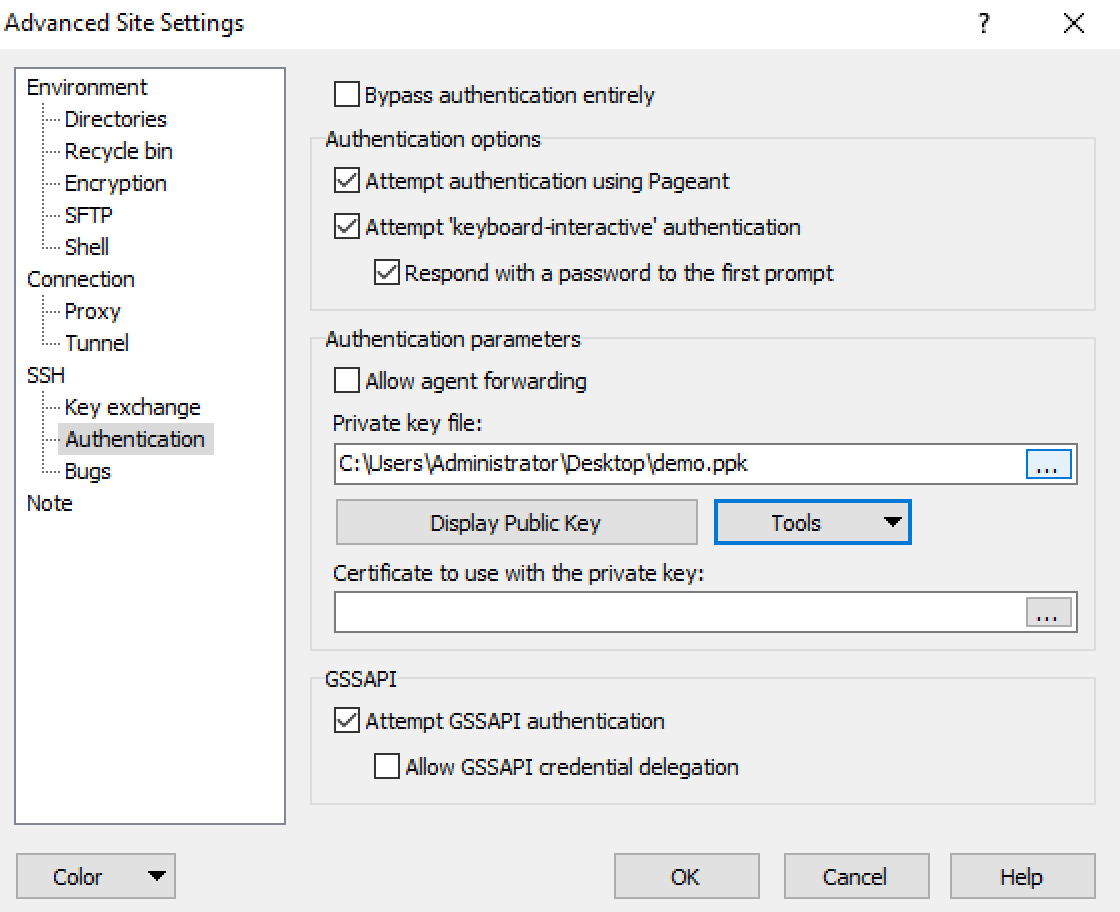 Advanced Site Settings ?
Environment
Directories
Recycle bin
Encryption
SFTP
Shell
Connection
Proxy
Tunnel
SSH
Key exchange
Authentication
Bugs
Note
Bypass authentication entirely
Authentication options
Attempt authentication using Pageant
Attempt 'keyboard-interactive' authentication
Respond with a password to the first prompt
Authentication parameters
Allow agent forwarding
Private key file:
C:\Users\Administrator\Desktop\demo.ppk ...
Display Public Key Tools
Certificate to use with the private key:
...
GSSAPI
Attempt GSSAPI authentication
Allow GSSAPI credential delegation
Color OK Cancel Help